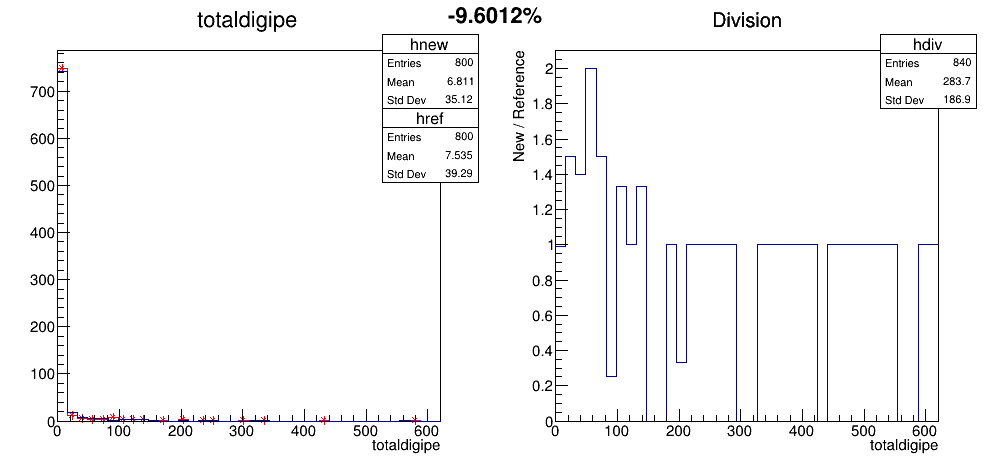 -9.6012%
totaldigipe
hnew
Entries 800
Mean 6.811
Std Dev 35.12
href
Entries 800
Mean 7.535
Std Dev 39.29
700
600
500
400
300
200
100
0
0 100 200 300 400 500 600
totaldigipe
Division
hdiv
Entries 840
Mean 283.7
Std Dev 186.9
New / Reference
2
1.8
1.6
1.4
1.2
1
0.8
0.6
0.4
0.2
0
0 100 200 300 400 500 600
totaldigipe